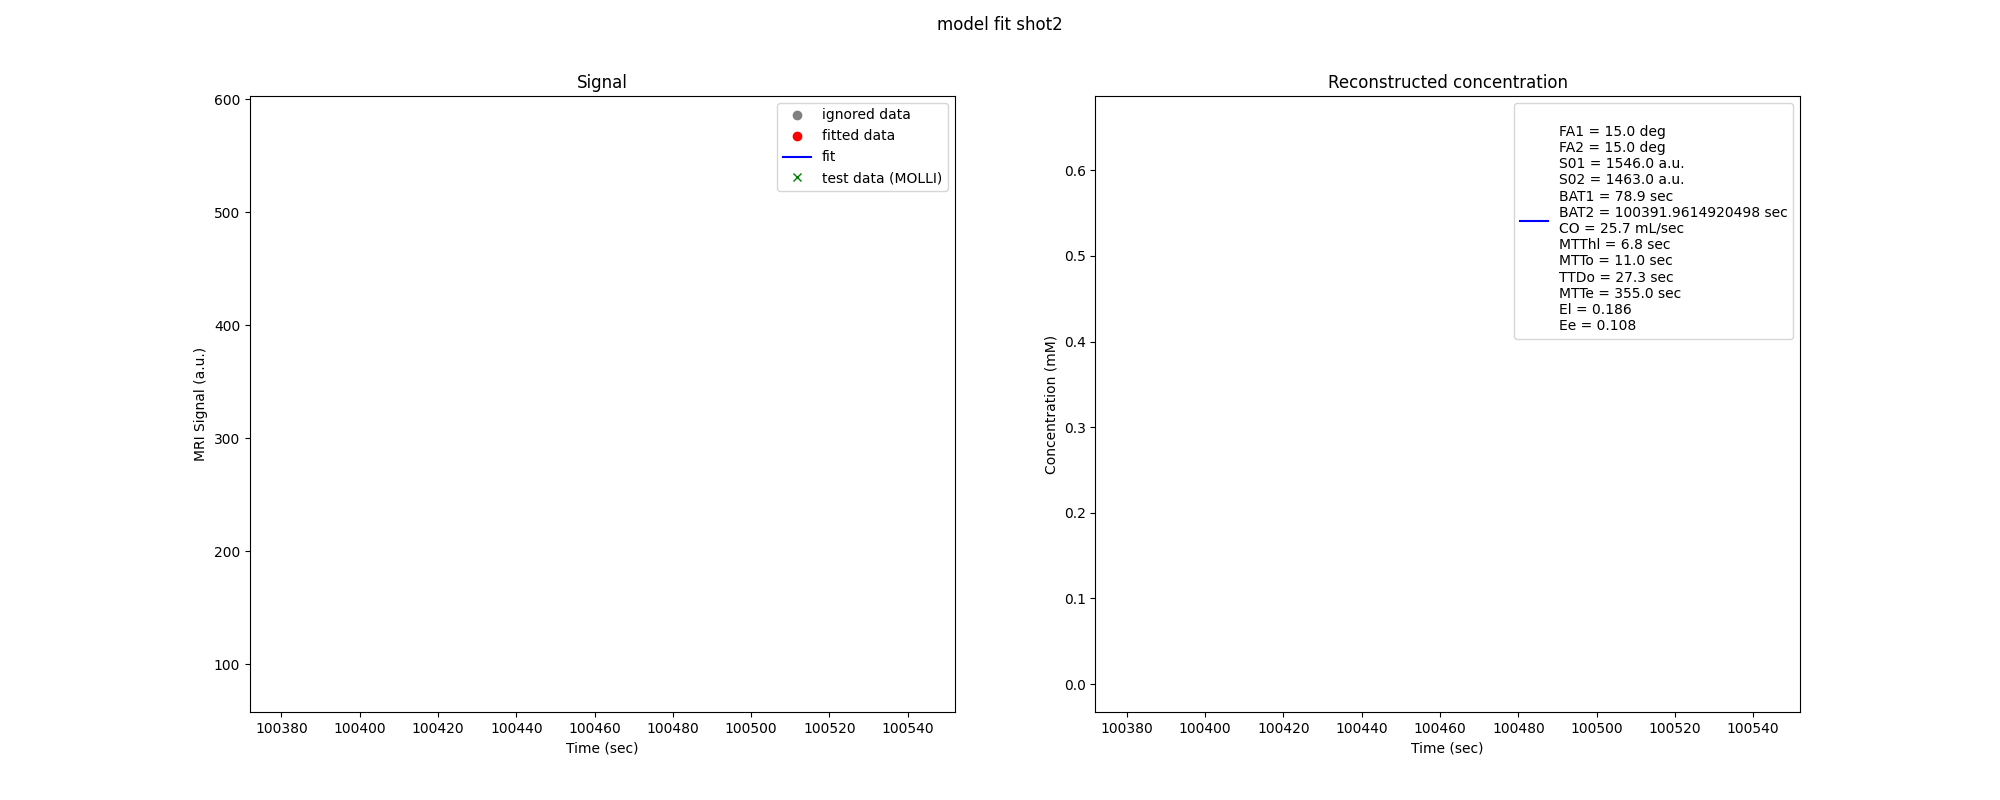 model fit shot2
Signal
600
500
400
300
200
100
MRI Signal (a.u.)
ignored data
fitted data
fit
test data (MOLLI)
100380 100400 100420 100440 100460 100480 100500 100520 100540
Time (sec)
Reconstructed concentration
0.6
0.5
0.4
0.3
0.2
0.1
0.0
Concentration (mM)
FA1 = 15.0 deg
FA2 = 15.0 deg
S01 = 1546.0 a.u.
S02 = 1463.0 a.u.
BAT1 = 78.9 sec
BAT2 = 100391.9614920498 sec
CO = 25.7 mL/sec
MTThl = 6.8 sec
MTTo = 11.0 sec
TTDo = 27.3 sec
MTTe = 355.0 sec
El = 0.186
Ee = 0.108
100380 100400 100420 100440 100460 100480 100500 100520 100540
Time (sec)